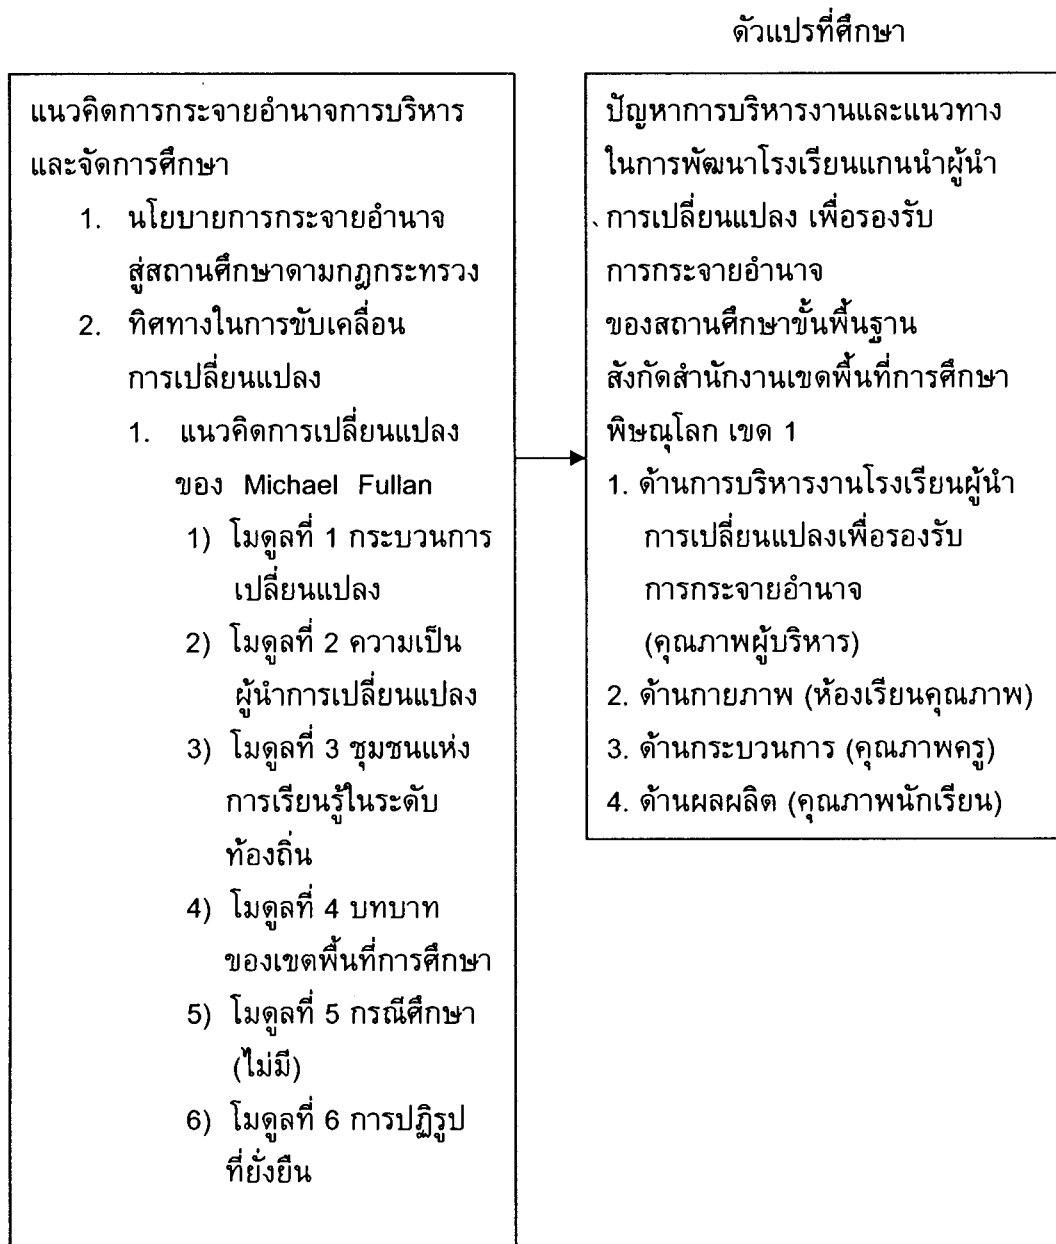 ตัวแปรที่ศึกษา
แนวคิดการกระจายอำนาจการบริหาร
และจัดการศึกษา
1. นโยบายการกระจายอำนาจ
สู่สถานศึกษาตามกฎกระทรวง
2. ทิศทางในการขับเคลื่อน
การเปลี่ยนแปลง
1. แนวคิดการเปลี่ยนแปลง
ของ Michael Fullan
1) โมดูลที่ 1 กระบวนการ
เปลี่ยนแปลง
2) โมดูลที่ 2 ความเป็น
ผู้นำการเปลี่ยนแปลง
3) โมดูลที่ 3 ชุมชนแห่ง
การเรียนรู้ในระดับ
ท้องถิ่น
4) โมดูลที่ 4 บทบาท
ของเขตพื้นที่การศึกษา
5) โมดูลที่ 5 กรณีศึกษา
(ไม่มี)
6) โมดูลที่ 6 การปฏิรูป
ที่ยั่งยืน
ปัญหาการบริหารงานและแนวทาง
ในการพัฒนาโรงเรียนแกนนำผู้นำ
การเปลี่ยนแปลง เพื่อรองรับ
การกระจายอำนาจ
ของสถานศึกษาขั้นพื้นฐาน
สังกัดสำนักงานเขตพื้นที่การศึกษา
พิษณุโลก เขต 1
1. ด้านการบริหารงานโรงเรียนผู้นำ
การเปลี่ยนแปลงเพื่อรองรับ
การกระจายอำนาจ
(คุณภาพผู้บริหาร)
2. ด้านกายภาพ (ห้องเรียนคุณภาพ)
3. ด้านกระบวนการ (คุณภาพครู)
4. ด้านผลผลิต (คุณภาพนักเรียน)